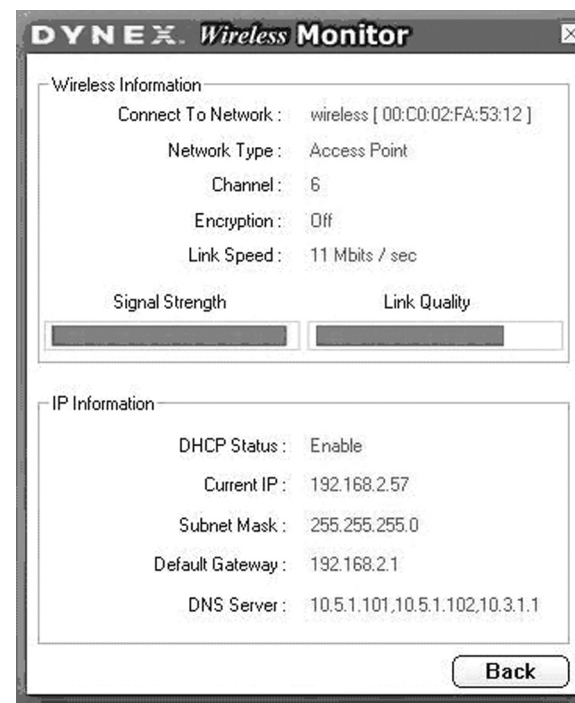 DYNEX Wireless Monitor
Wireless Information
Connect To Network : wireless [ 00:C0:02:FA:53:12 ]
Network Type : Access Point
Channel : 6
Encryption : Off
Link Speed : 11 Mbits / sec
Signal Strength Link Quality
IP Information
DHCP Status : Enable
Current IP : 192.168.2.57
Subnet Mask : 255.255.255.0
Default Gateway : 192.168.2.1
DNS Server : 10.5.1.101,10.5.1.102,10.3.1.1
Back